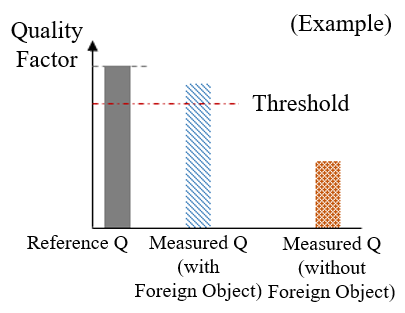 Quality
Factor
(Example)
Threshold
Reference Q
Measured Q
(with
Foreign Object)
Measured Q
(without
Foreign Object)